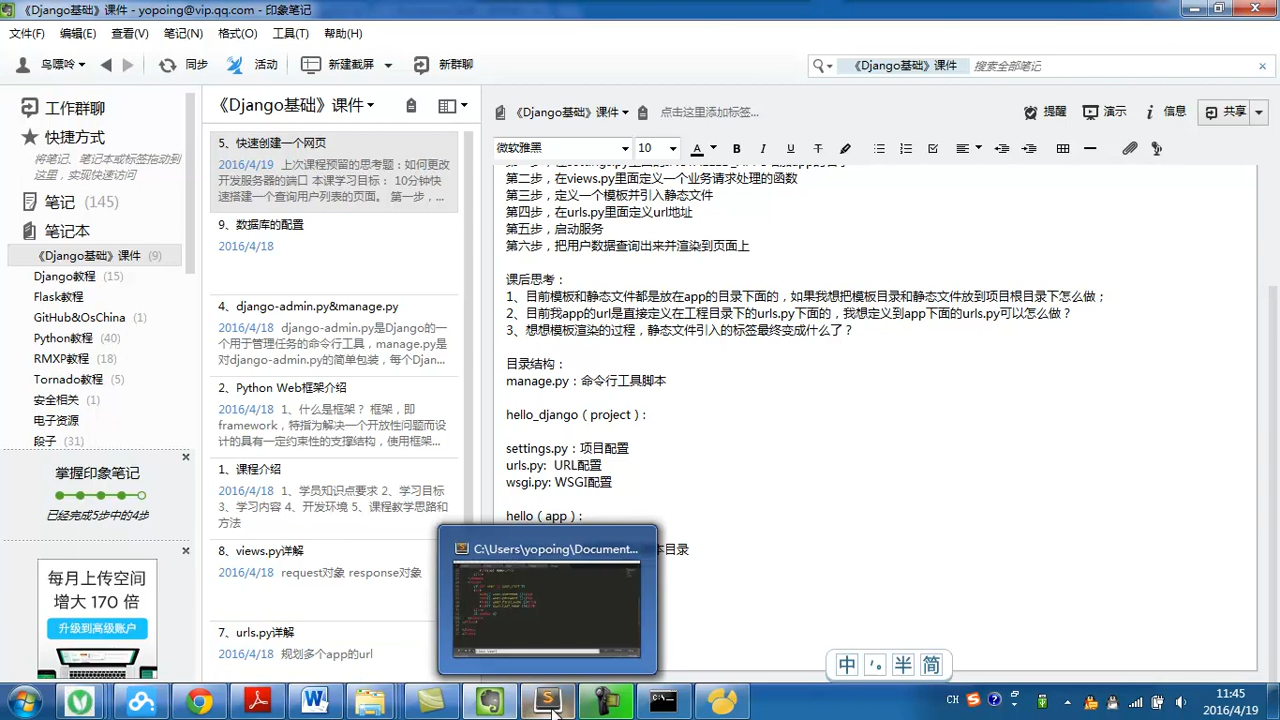 《Django基础》课件 - yopoing@vip.qq.com - 印象笔记
文件(F) 编辑(E) 查看(V) 笔记(N) 格式(O) 工具(T) 帮助(H)
鸟嘌呤 同步 活动 新建截屏 新群聊
《Django基础》课件 搜索全部笔记
工作群聊
快捷方式
将笔记、笔记本或标签拖动到
这里，实现快速访问
笔记 (145)
笔记本
《Django基础》课件 (9)
Django教程 (15)
Flask教程
GitHub&OsChina (1)
Python教程 (40)
RMXP教程 (18)
Tornado教程 (5)
安全相关 (1)
电子资源
段子 (31)
掌握印象笔记
已经完成5步中的4步
每月上传空间
增大 170 倍
升级到高级账户
《Django基础》课件
5、快速创建一个网页
2016/4/19 上次课程预留的思考题：如何更改
开发服务器的端口 本课学习目标： 10分钟快
速搭建一个查询用户列表的页面。 第一步，...
9、数据库的配置
2016/4/18
4、django-admin.py&manage.py
2016/4/18 django-admin.py是Django的一
个用于管理任务的命令行工具，manage.py是
对django-admin.py的简单包装，每个Djan...
2、Python Web框架介绍
2016/4/18 1、什么是框架？ 框架，即
framework，特指为解决一个开放性问题而设
计的具有一定约束性的支撑结构，使用框架...
1、课程介绍
2016/4/18 1、学员知识点要求 2、学习目标
3、学习内容 4、开发环境 5、课程教学思路和
方法
8、views.py详解
2016/4/18 request对象 response对象
、urls.py详解
2016/4/18 规划多个app的url
《Django基础》课件 点击这里添加标签... 提醒 演示 信息 共享
微软雅黑 10 A B I U T
第二步，在views.py里面定义一个业务请求处理的函数
第三步，定义一个模板并引入静态文件
第四步，在urls.py里面定义url地址
第五步，启动服务
第六步，把用户数据查询出来并渲染到页面上
课后思考：
1、目前模板和静态文件都是放在app的目录下面的，如果我想把模板目录和静态文件放到项目根目录下怎么做；
2、目前我app的url是直接定义在工程目录下的urls.py下面的，我想定义到app下面的urls.py可以怎么做？
3、想想模板渲染的过程，静态文件引入的标签最终变成什么了？
目录结构：
manage.py：命令行工具脚本
hello_django（project）:
settings.py：项目配置
urls.py: URL配置
wsgi.py: WSGI配置
hello（app）:
本目录
C:\Users\yopoing\Document...
中 半 简
CH
11:45
2016/4/19